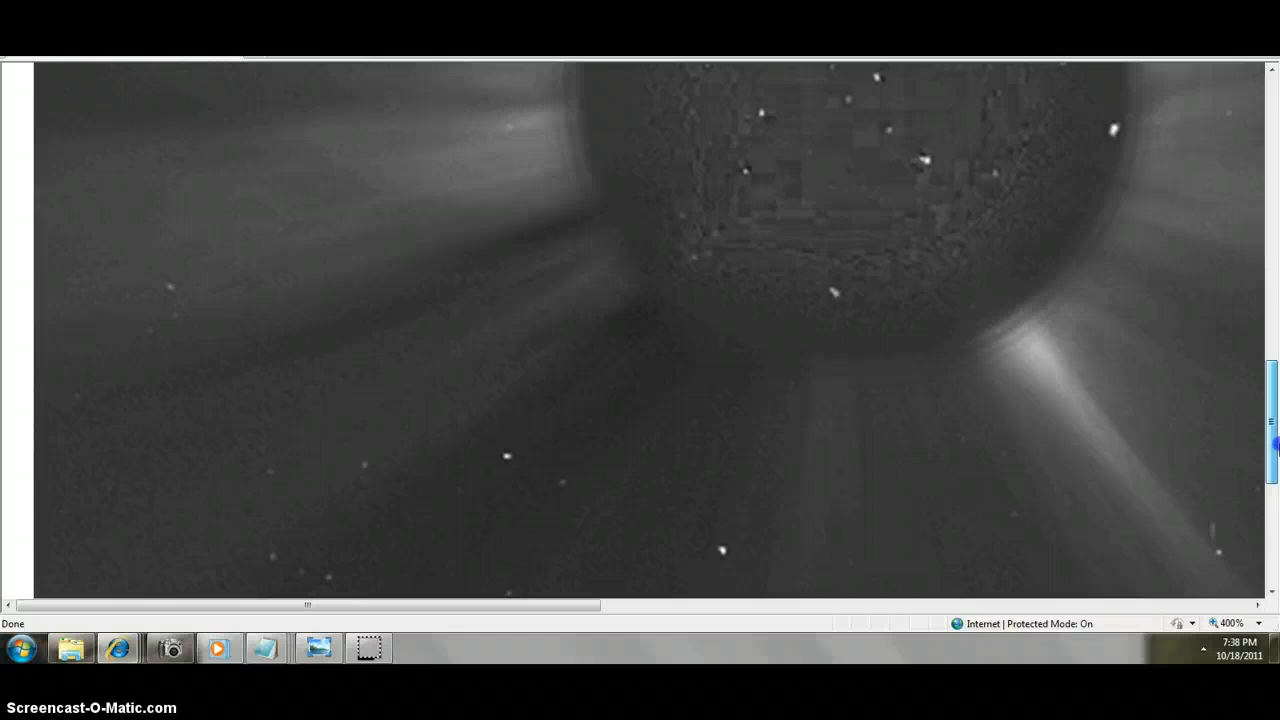 Done
Internet | Protected Mode: On
400%
7:38 PM
10/18/2011
Screencast-O-Matic.com